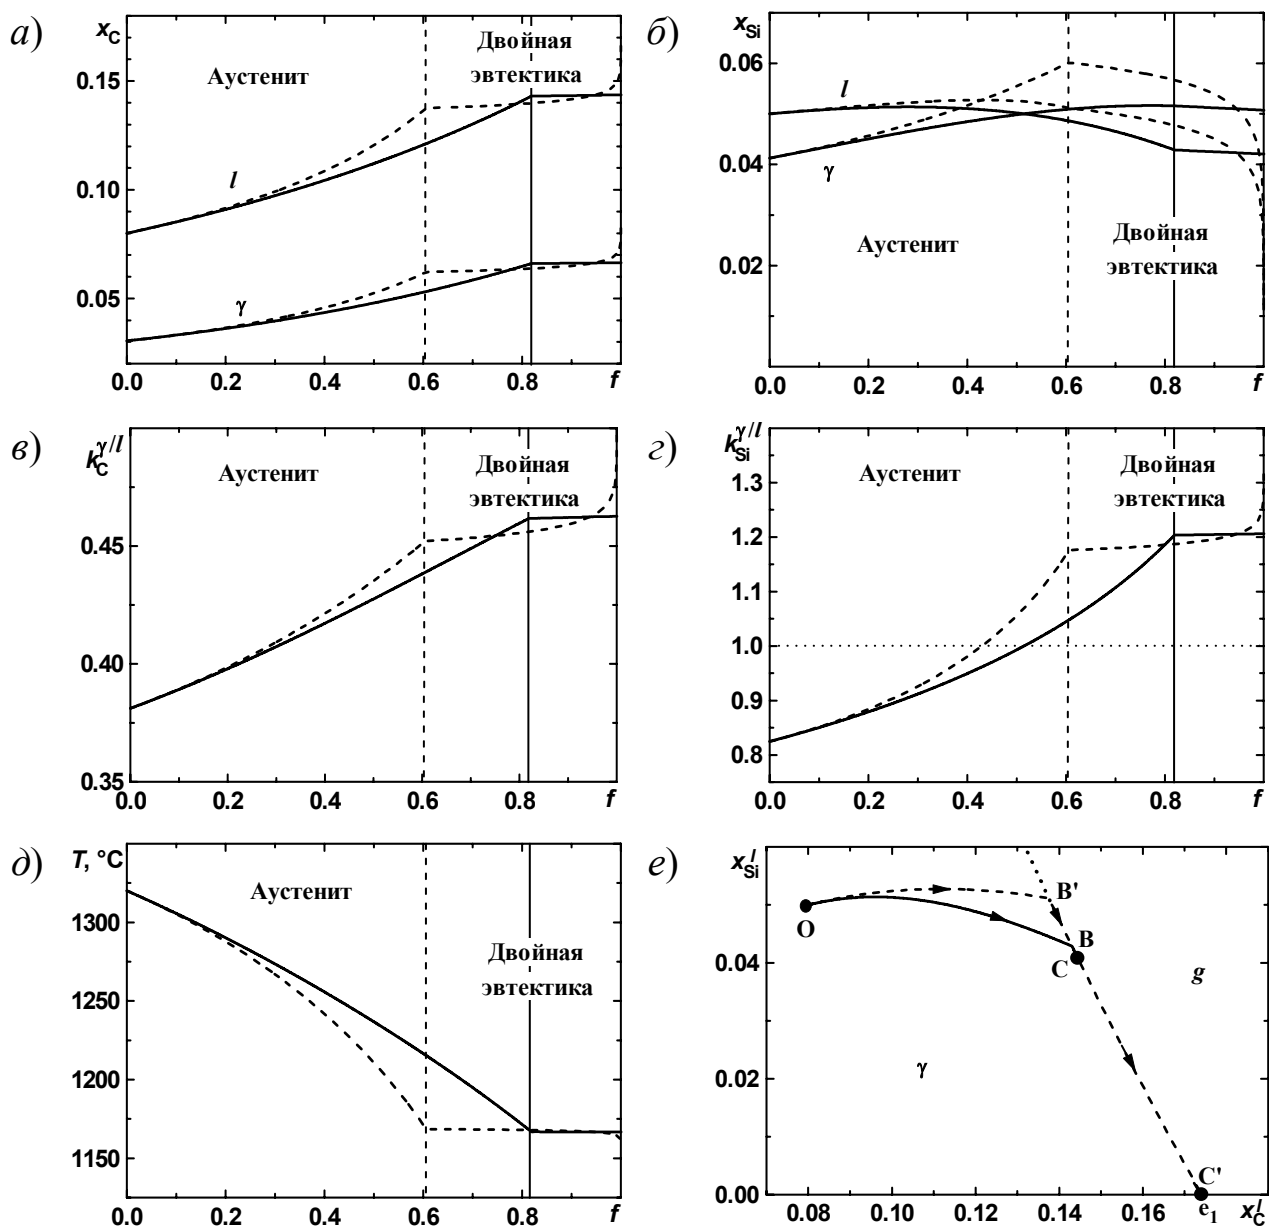 а)
x_C
Аустенит
Двойная
эвтектика
l
γ
0.15
0.10
0.05
0.0 0.2 0.4 0.6 0.8 f
б)
x_Si
l
γ
Аустенит
Двойная
эвтектика
0.06
0.04
0.02
0.0 0.2 0.4 0.6 0.8 f
в)
k_C^γ/l
Аустенит
Двойная
эвтектика
0.45
0.40
0.35
0.0 0.2 0.4 0.6 0.8 f
г)
k_Si^γ/l
Аустенит
Двойная
эвтектика
1.3
1.2
1.1
1.0
0.9
0.8
0.0 0.2 0.4 0.6 0.8 f
д)
T, °C
Аустенит
Двойная
эвтектика
1300
1250
1200
1150
0.0 0.2 0.4 0.6 0.8 f
е)
x_Si^l
O
B'
B
C
g
γ
C'
e_1
0.04
0.02
0.00
0.08 0.10 0.12 0.14 0.16 x_C^l